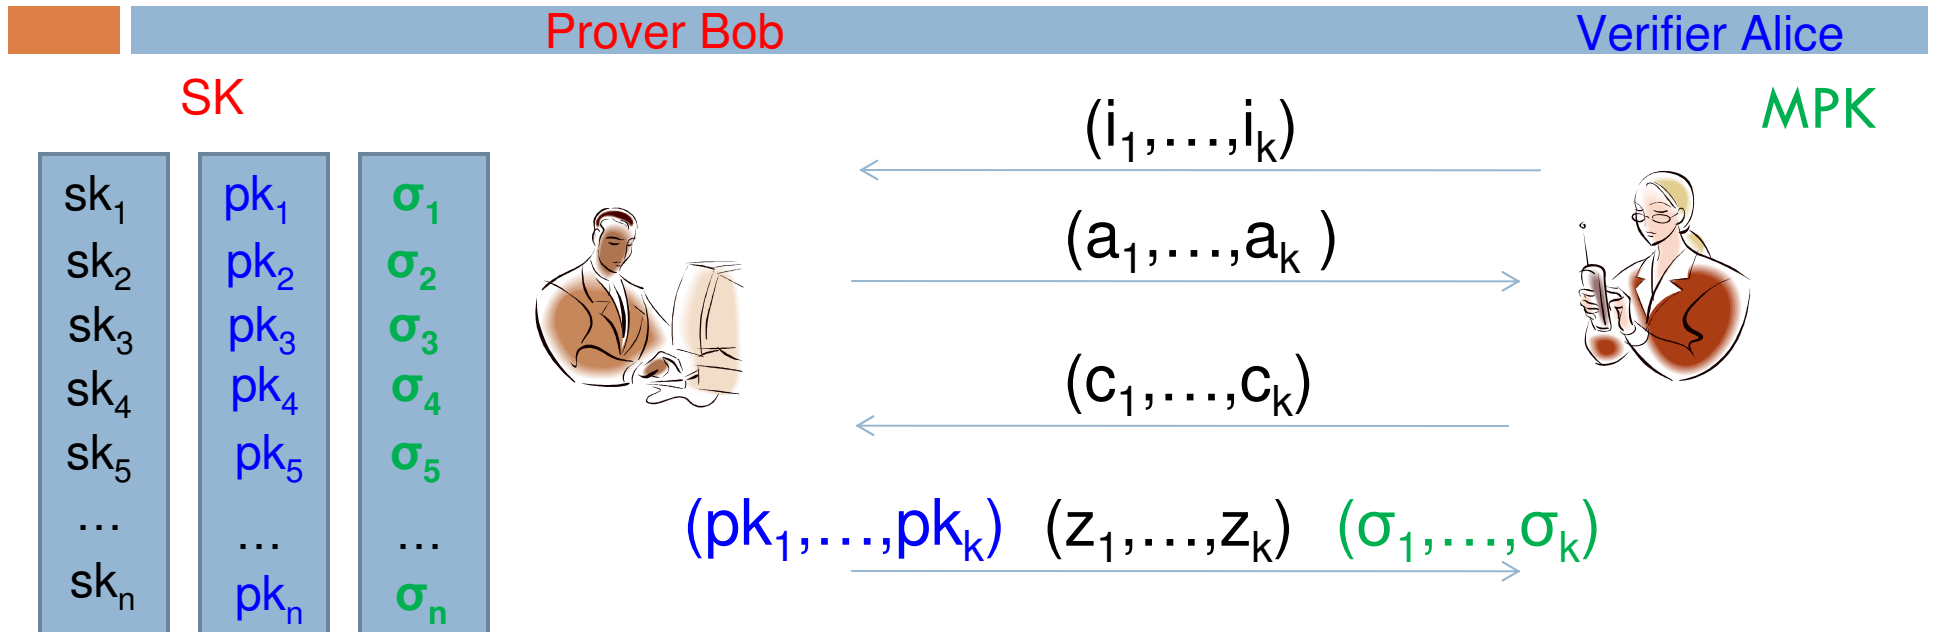 Prover Bob Verifier Alice
SK
MPK
(i₁,…,iₖ)
(a₁,…,aₖ )
(c₁,…,cₖ)
(pk₁,…,pkₖ) (z₁,…,zₖ) (σ₁,…,σₖ)
sk₁ pk₁ σ₁
sk₂ pk₂ σ₂
sk₃ pk₃ σ₃
sk₄ pk₄ σ₄
sk₅ pk₅ σ₅
… … …
skₙ pkₙ σₙ